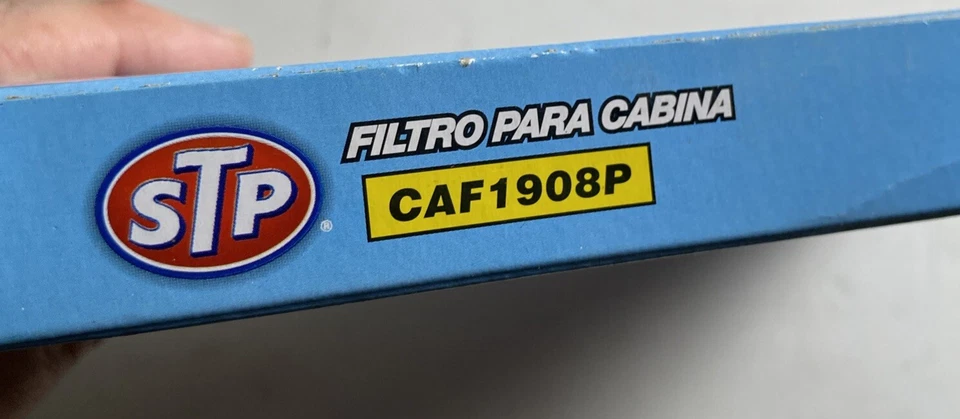 STP®
FILTRO PARA CABINA
CAF1908P